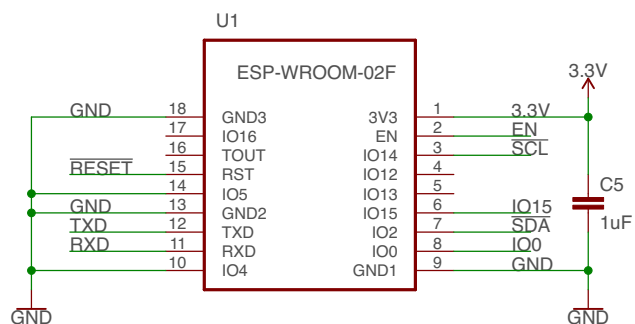 U1
ESP-WROOM-02F
3.3V
GND 18 GND3 3V3 1 3.3V
17 IO16 EN 2 EN
16 TOUT IO14 3 SCL
RESET 15 RST IO12 4
14 IO5 IO13 5
C5
GND 13 GND2 IO15 6 IO15
1uF
TXD 12 TXD IO2 7 SDA
RXD 11 RXD IO0 8 IO0
10 IO4 GND1 9 GND
GND GND